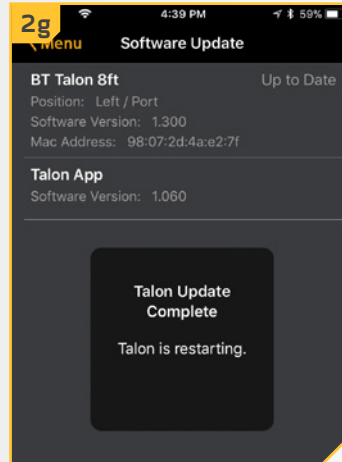 2g
4:39 PM 59%
Menu Software Update
BT Talon 8ft Up to Date
Position: Left / Port
Software Version: 1.300
Mac Address: 98:07:2d:4a:e2:7f
Talon App
Software Version: 1.060
Talon Update
Complete
Talon is restarting.